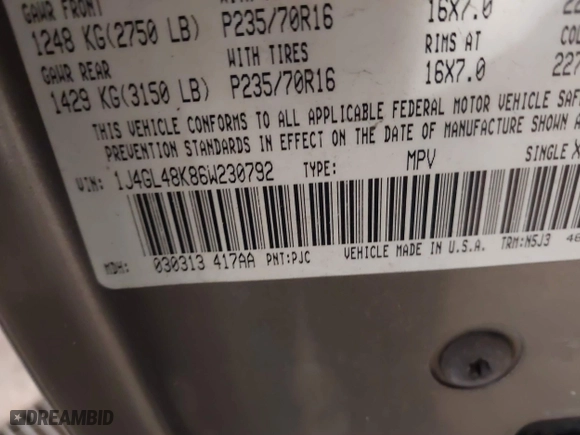 GAWR FRONT
1248 KG(2750 LB) P235/70R16 16X7.0
WITH TIRES RIMS AT
GAWR REAR
1429 KG(3150 LB) P235/70R16 16X7.0 227
THIS VEHICLE CONFORMS TO ALL APPLICABLE FEDERAL MOTOR VEHICLE SAF
PREVENTION STANDARDS IN EFFECT ON THE DATE OF MANUFACTURE SHOWN A
VIN: 1J4GL48K86W230792 TYPE: MPV SINGLE X
MDH: 030313 417AA PNT:PJC VEHICLE MADE IN U.S.A. TRM:N5J3
DREAMBID